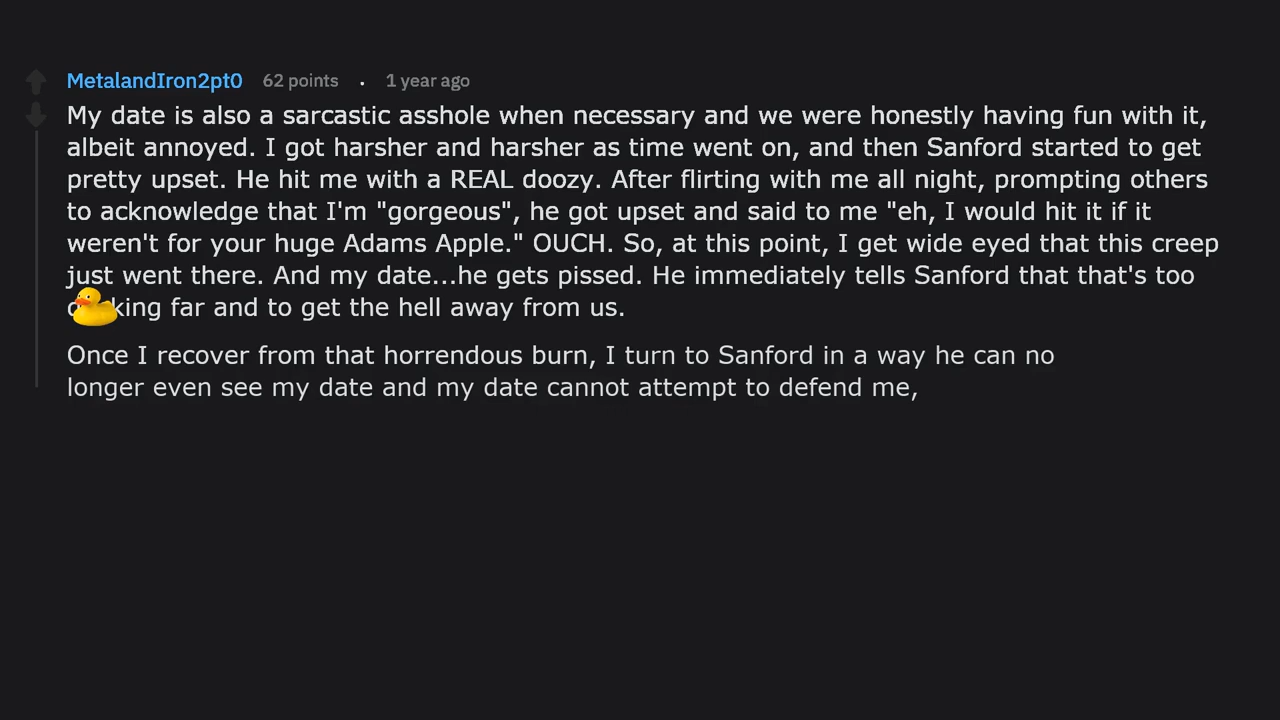 MetalandIron2pt0 62 points . 1 year ago
My date is also a sarcastic asshole when necessary and we were honestly having fun with it,
albeit annoyed. I got harsher and harsher as time went on, and then Sanford started to get
pretty upset. He hit me with a REAL doozy. After flirting with me all night, prompting others
to acknowledge that I'm "gorgeous", he got upset and said to me "eh, I would hit it if it
weren't for your huge Adams Apple." OUCH. So, at this point, I get wide eyed that this creep
just went there. And my date...he gets pissed. He immediately tells Sanford that that's too
king far and to get the hell away from us.
Once I recover from that horrendous burn, I turn to Sanford in a way he can no
longer even see my date and my date cannot attempt to defend me,